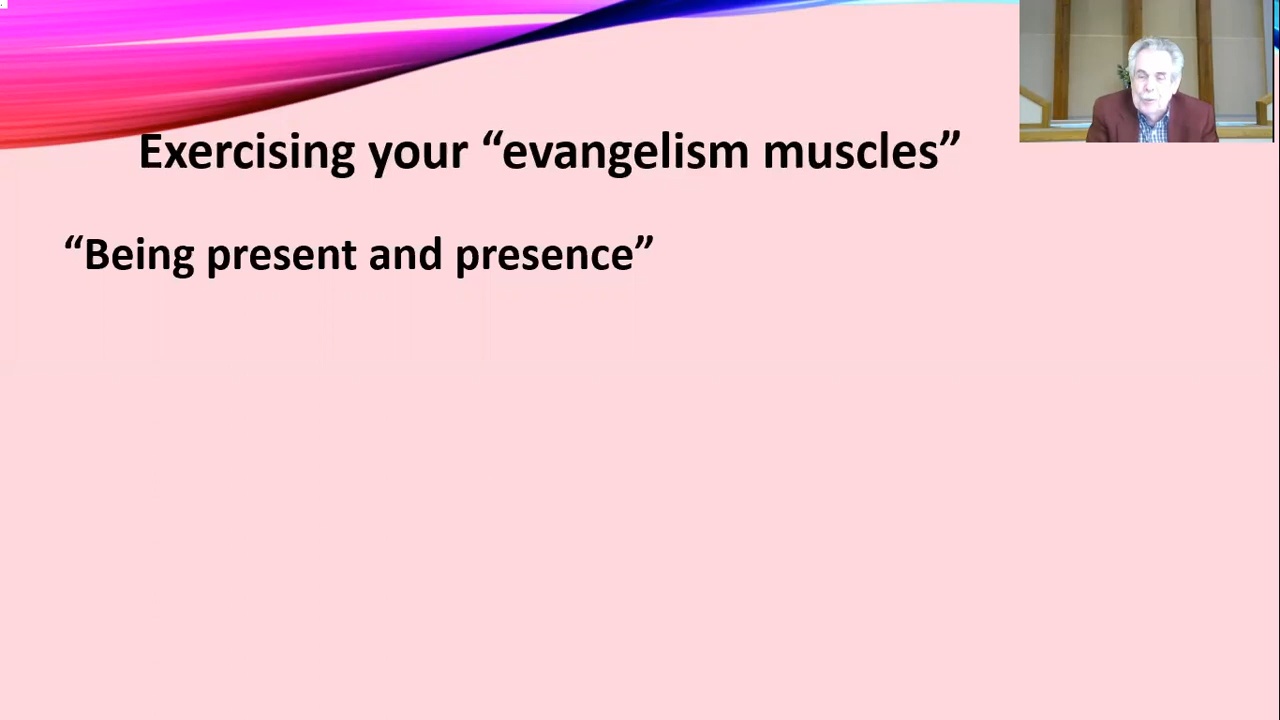 Exercising your “evangelism muscles”
“Being present and presence”